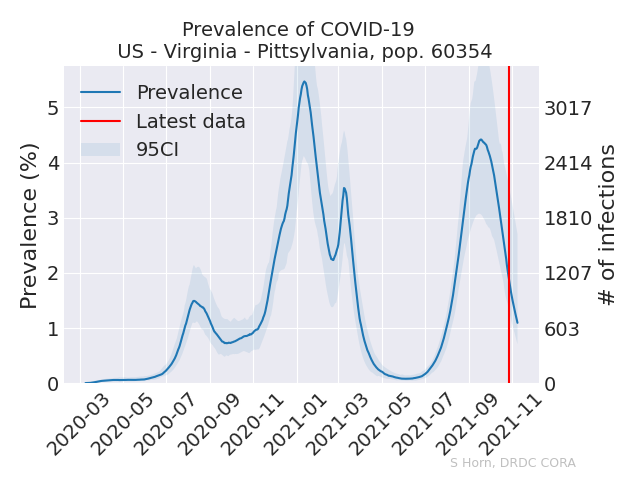 Prevalence of COVID-19
US - Virginia - Pittsylvania, pop. 60354
Prevalence
Latest data
95CI
Prevalence (%)
5
4
3
2
1
0
3017
2414
1810
1207
603
0
# of infections
2020-03
2020-05
2020-07
2020-09
2020-11
2021-01
2021-03
2021-05
2021-07
2021-09
2021-11
S Horn, DRDC CORA